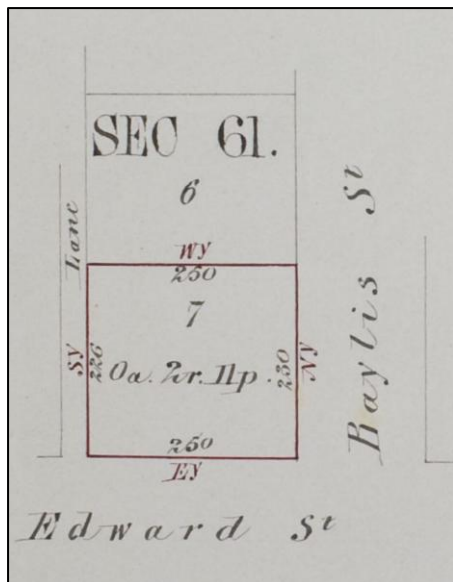 SEC 61.
6
Lane
Baylis St
Wy
250
7
Sy
226
0a. 2r. 11p.
230
Ny
250
Ey
Edward St